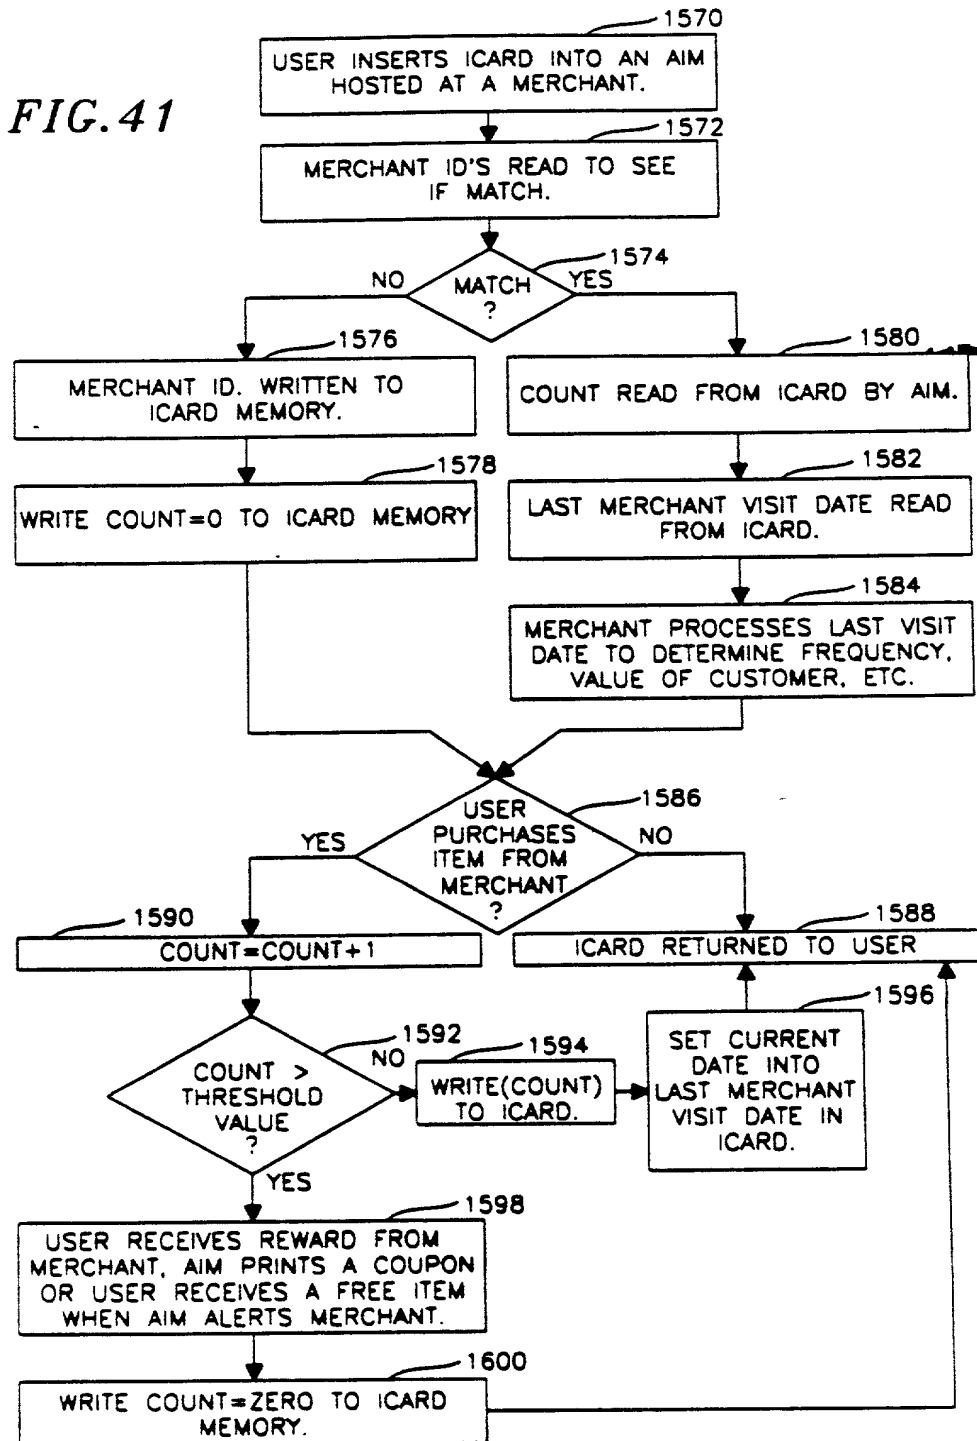 FIG.41
1570
USER INSERTS ICARD INTO AN AIM
HOSTED AT A MERCHANT.
1572
MERCHANT ID'S READ TO SEE
IF MATCH.
1574
NO
MATCH
?
YES
1576
MERCHANT ID. WRITTEN TO
ICARD MEMORY.
1578
WRITE COUNT=0 TO ICARD MEMORY
1580
COUNT READ FROM ICARD BY AIM.
1582
LAST MERCHANT VISIT DATE READ
FROM ICARD.
1584
MERCHANT PROCESSES LAST VISIT
DATE TO DETERMINE FREQUENCY,
VALUE OF CUSTOMER, ETC.
1586
YES
USER
PURCHASES
ITEM FROM
MERCHANT
?
NO
1590
COUNT=COUNT+1
1588
ICARD RETURNED TO USER
1592
COUNT >
THRESHOLD
VALUE
?
NO
1594
WRITE(COUNT)
TO ICARD.
1596
SET CURRENT
DATE INTO
LAST MERCHANT
VISIT DATE IN
ICARD.
YES
1598
USER RECEIVES REWARD FROM
MERCHANT, AIM PRINTS A COUPON
OR USER RECEIVES A FREE ITEM
WHEN AIM ALERTS MERCHANT.
1600
WRITE COUNT=ZERO TO ICARD
MEMORY.